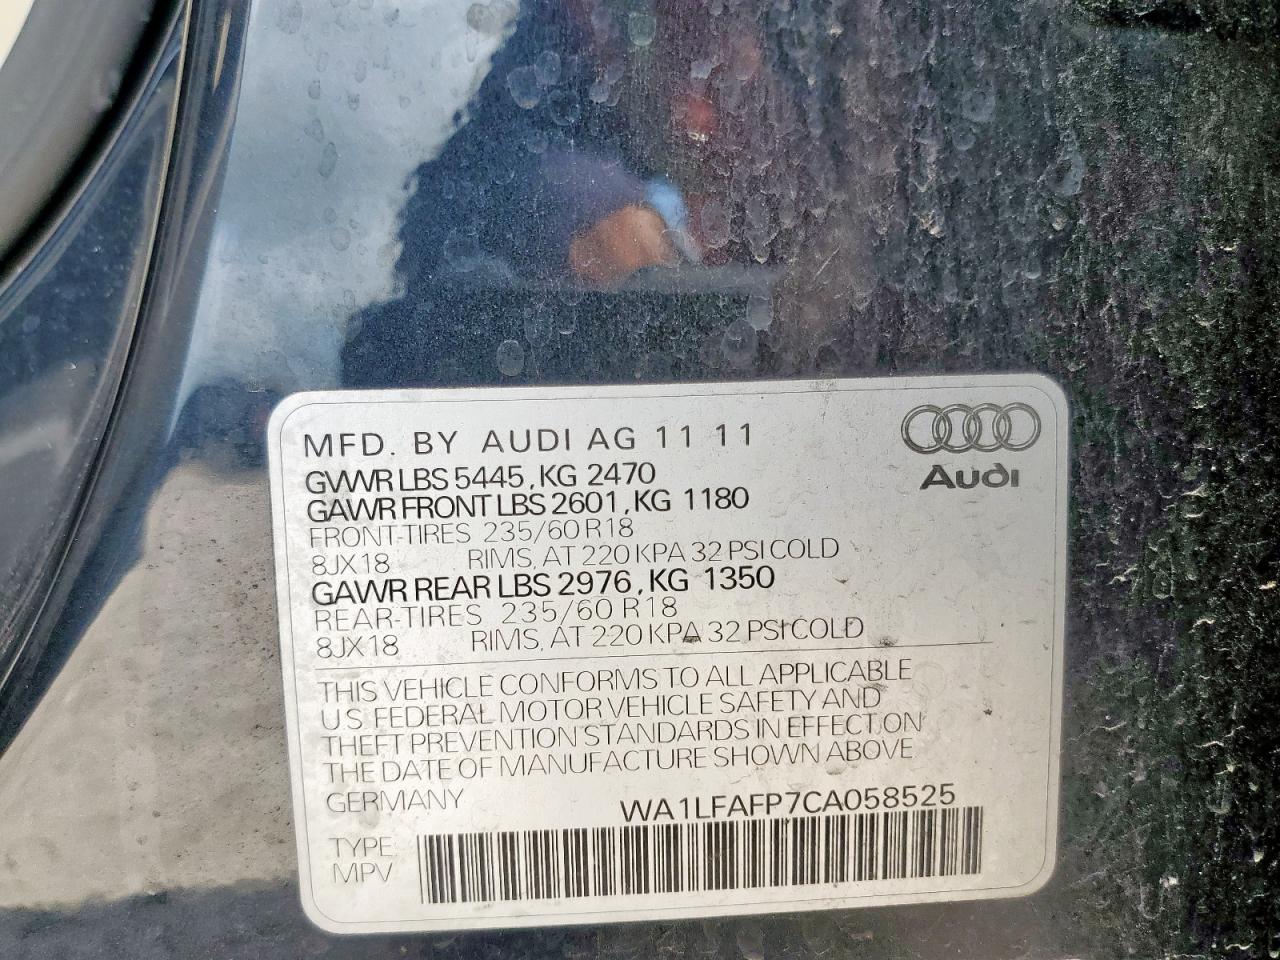 MFD. BY AUDI AG 11 11
GVWR LBS 5445, KG 2470
GAWR FRONT LBS 2601, KG 1180
FRONT-TIRES 235/60 R18
8JX18 RIMS, AT 220 KPA 32 PSI COLD
GAWR REAR LBS 2976, KG 1350
REAR-TIRES 235/60 R18
8JX18 RIMS, AT 220 KPA 32 PSI COLD
Audi
THIS VEHICLE CONFORMS TO ALL APPLICABLE
U.S. FEDERAL MOTOR VEHICLE SAFETY AND
THEFT PREVENTION STANDARDS IN EFFECT ON
THE DATE OF MANUFACTURE SHOWN ABOVE
GERMANY WA1LFAFP7CA058525
TYPE
MPV